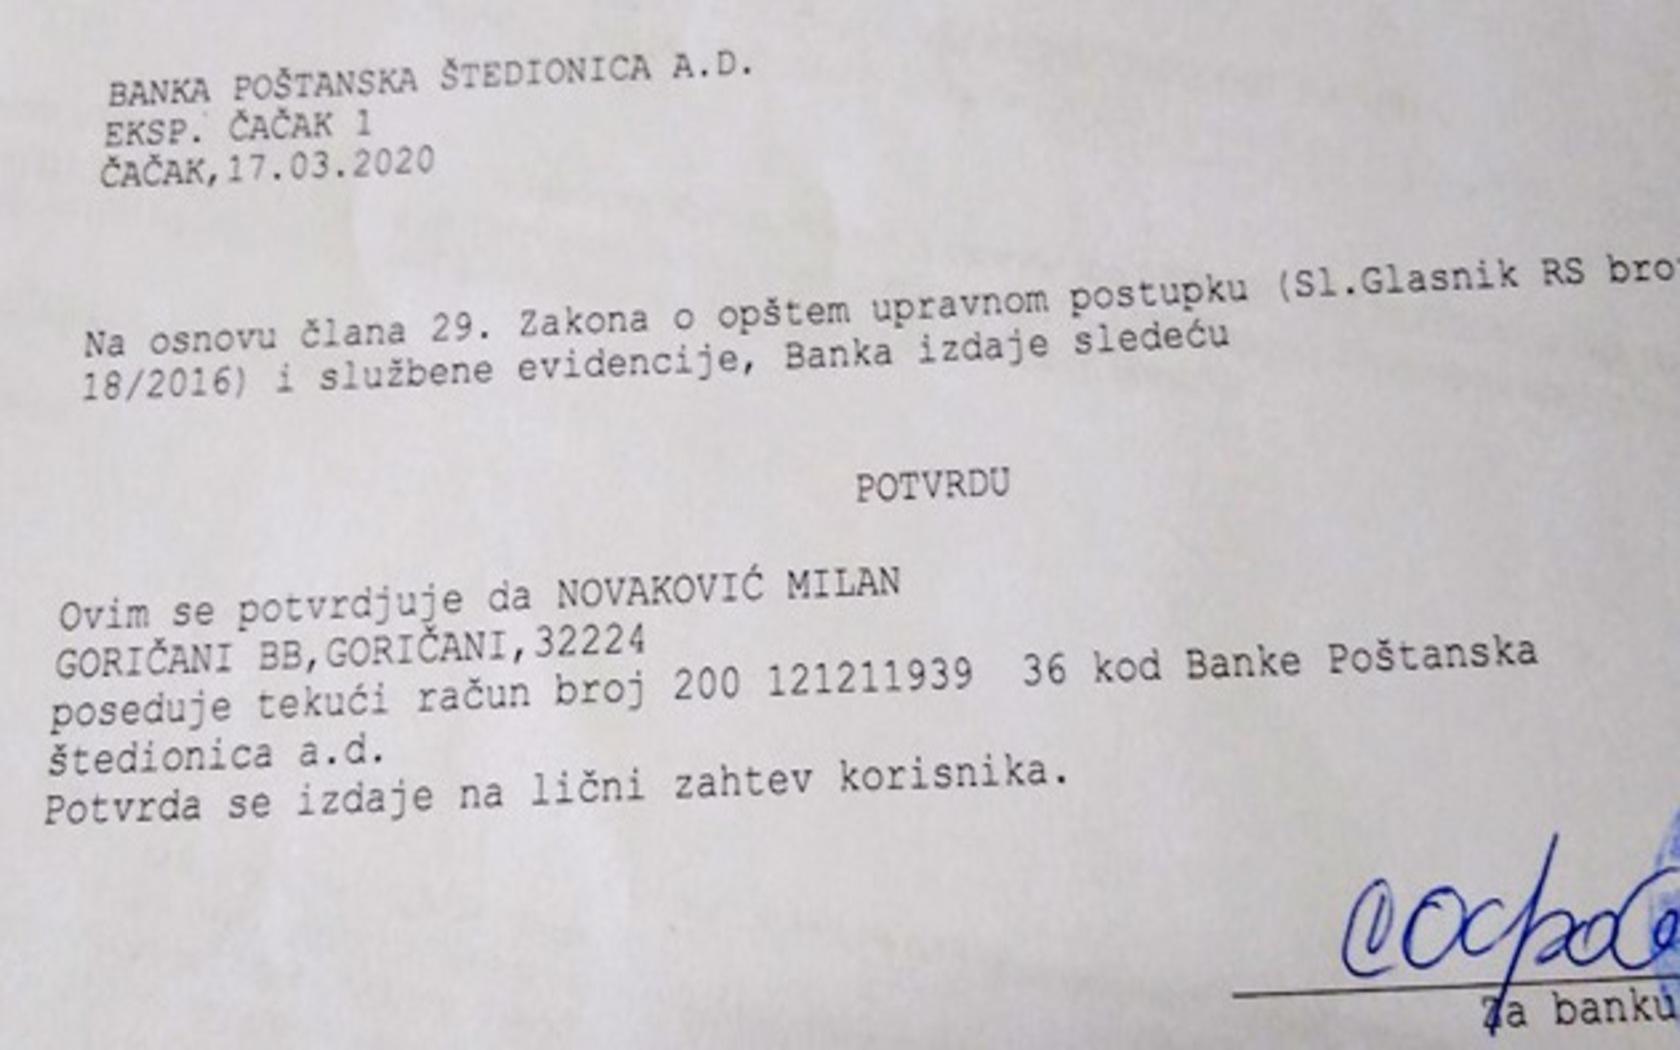 BANKA POŠTANSKA ŠTEDIONICA A.D.
EKSP. ČAČAK 1
ČAČAK,17.03.2020
Na osnovu člana 29. Zakona o opštem upravnom postupku (Sl.Glasnik RS
18/2016) i službene evidencije, Banka izdaje sledeću
POTVRDU
Ovim se potvrdjuje da NOVAKOVIĆ MILAN
GORIČANI BB,GORIČANI,32224
poseduje tekući račun broj 200 121211939  36 kod Banke Poštanska
štedionica a.d.
Potvrda se izdaje na lični zahtev korisnika.
Za banku